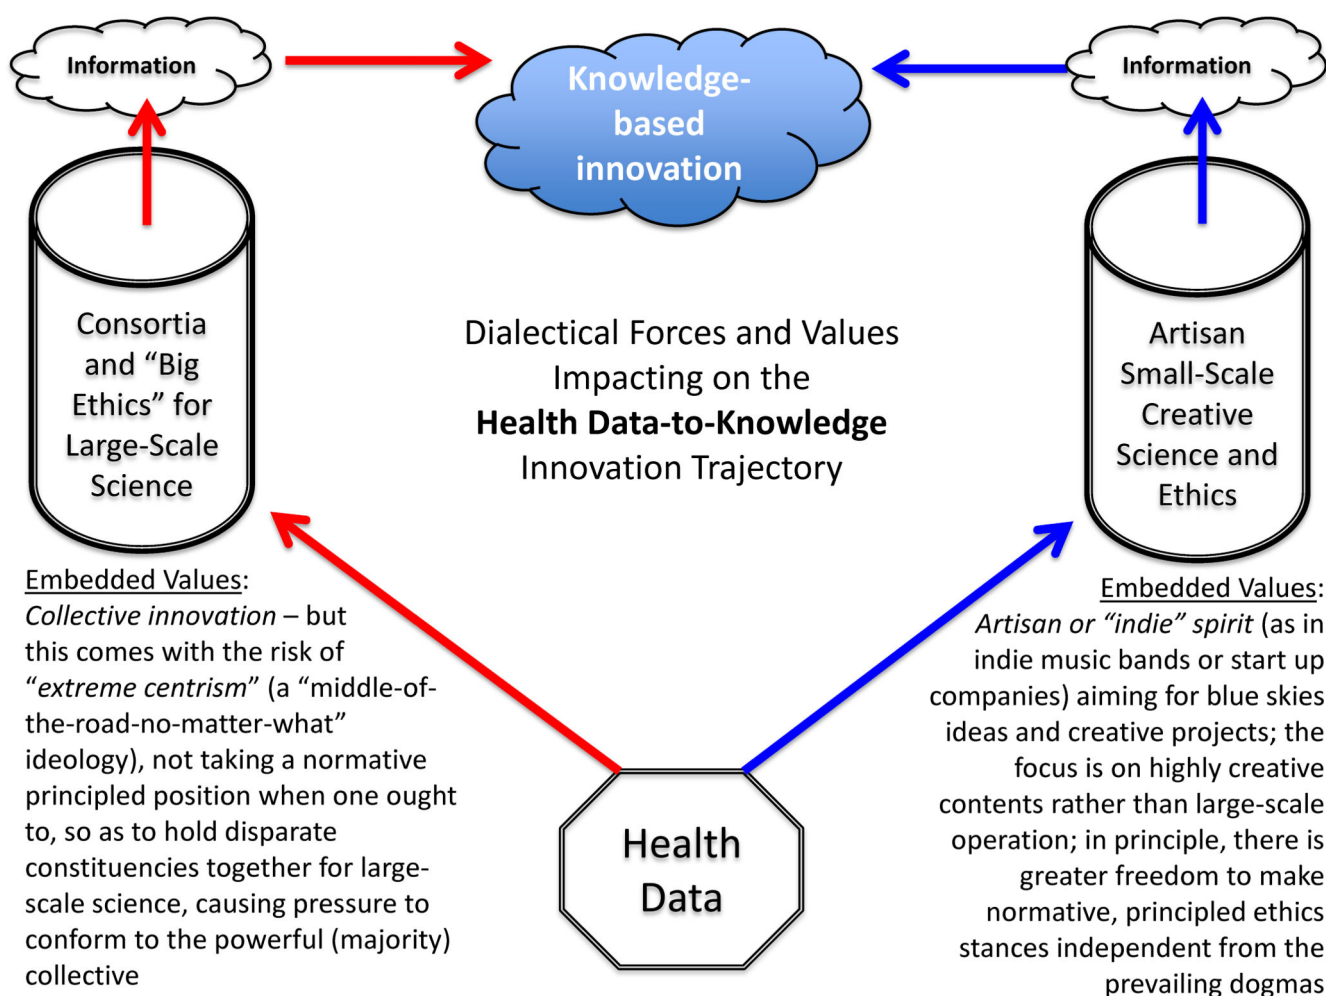 Information
Knowledge-
based
innovation
Information
Consortia
and “Big
Ethics” for
Large-Scale
Science
Dialectical Forces and Values
Impacting on the
Health Data-to-Knowledge
Innovation Trajectory
Artisan
Small-Scale
Creative
Science and
Ethics
Embedded Values:
Collective innovation – but
this comes with the risk of
“extreme centrism” (a “middle-of-
the-road-no-matter-what”
ideology), not taking a normative
principled position when one ought
to, so as to hold disparate
constituencies together for large-
scale science, causing pressure to
conform to the powerful (majority)
collective
Health
Data
Embedded Values:
Artisan or “indie” spirit (as in
indie music bands or start up
companies) aiming for blue skies
ideas and creative projects; the
focus is on highly creative
contents rather than large-scale
operation; in principle, there is
greater freedom to make
normative, principled ethics
stances independent from the
prevailing dogmas